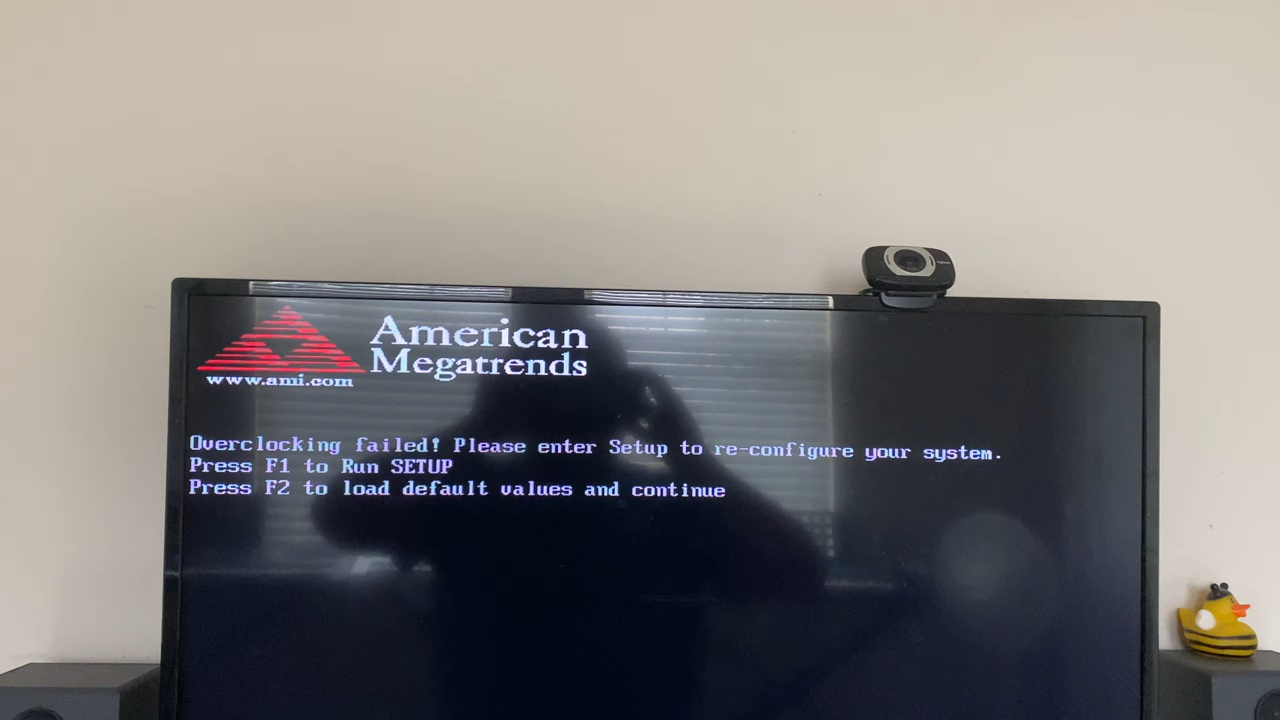 American
Megatrends
www.ami.com
Overclocking failed! Please enter Setup to re-configure your system.
Press F1 to Run SETUP
Press F2 to load default values and continue